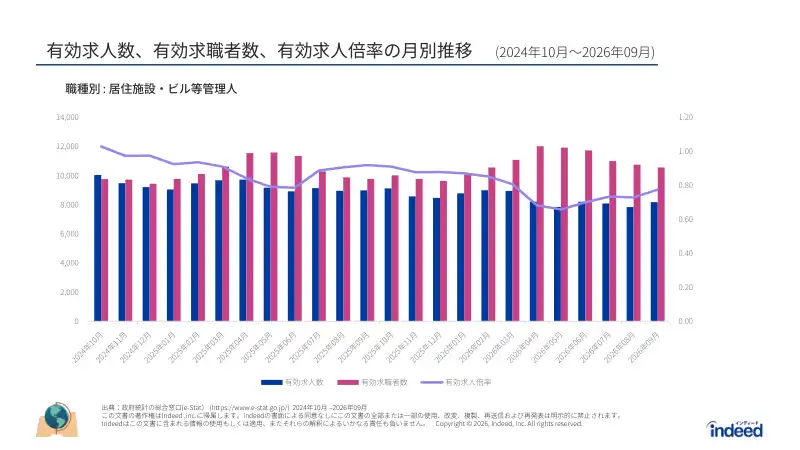 有効求人数、有効求職者数、有効求人倍率の月別推移 (2024年10月～2026年09月)
職種別 : 居住施設・ビル等管理人
14,000
12,000
10,000
8,000
6,000
4,000
2,000
0
1.20
1.00
0.80
0.60
0.40
0.20
0.00
2024年10月
2024年11月
2024年12月
2025年01月
2025年02月
2025年03月
2025年04月
2025年05月
2025年06月
2025年07月
2025年08月
2025年09月
2025年10月
2025年11月
2025年12月
2026年01月
2026年02月
2026年03月
2026年04月
2026年05月
2026年06月
2026年07月
2026年08月
2026年09月
有効求人数 有効求職者数 有効求人倍率
出典：政府統計の総合窓口(e-Stat) (https://www.e-stat.go.jp/) 2024年10月 –2026年09月
この文書の著作権はIndeed ,inc.に帰属します。Indeedの書面による同意なしにこの文書の全部または一部の使用、改変、複製、再送信および再発表は明示的に禁止されます。
Indeedはこの文書に含まれる情報の使用もしくは適用、またそれらの解釈によるいかなる責任も負いません。 Copyright © 2026, Indeed, Inc. All rights reserved.
インディード
indeed